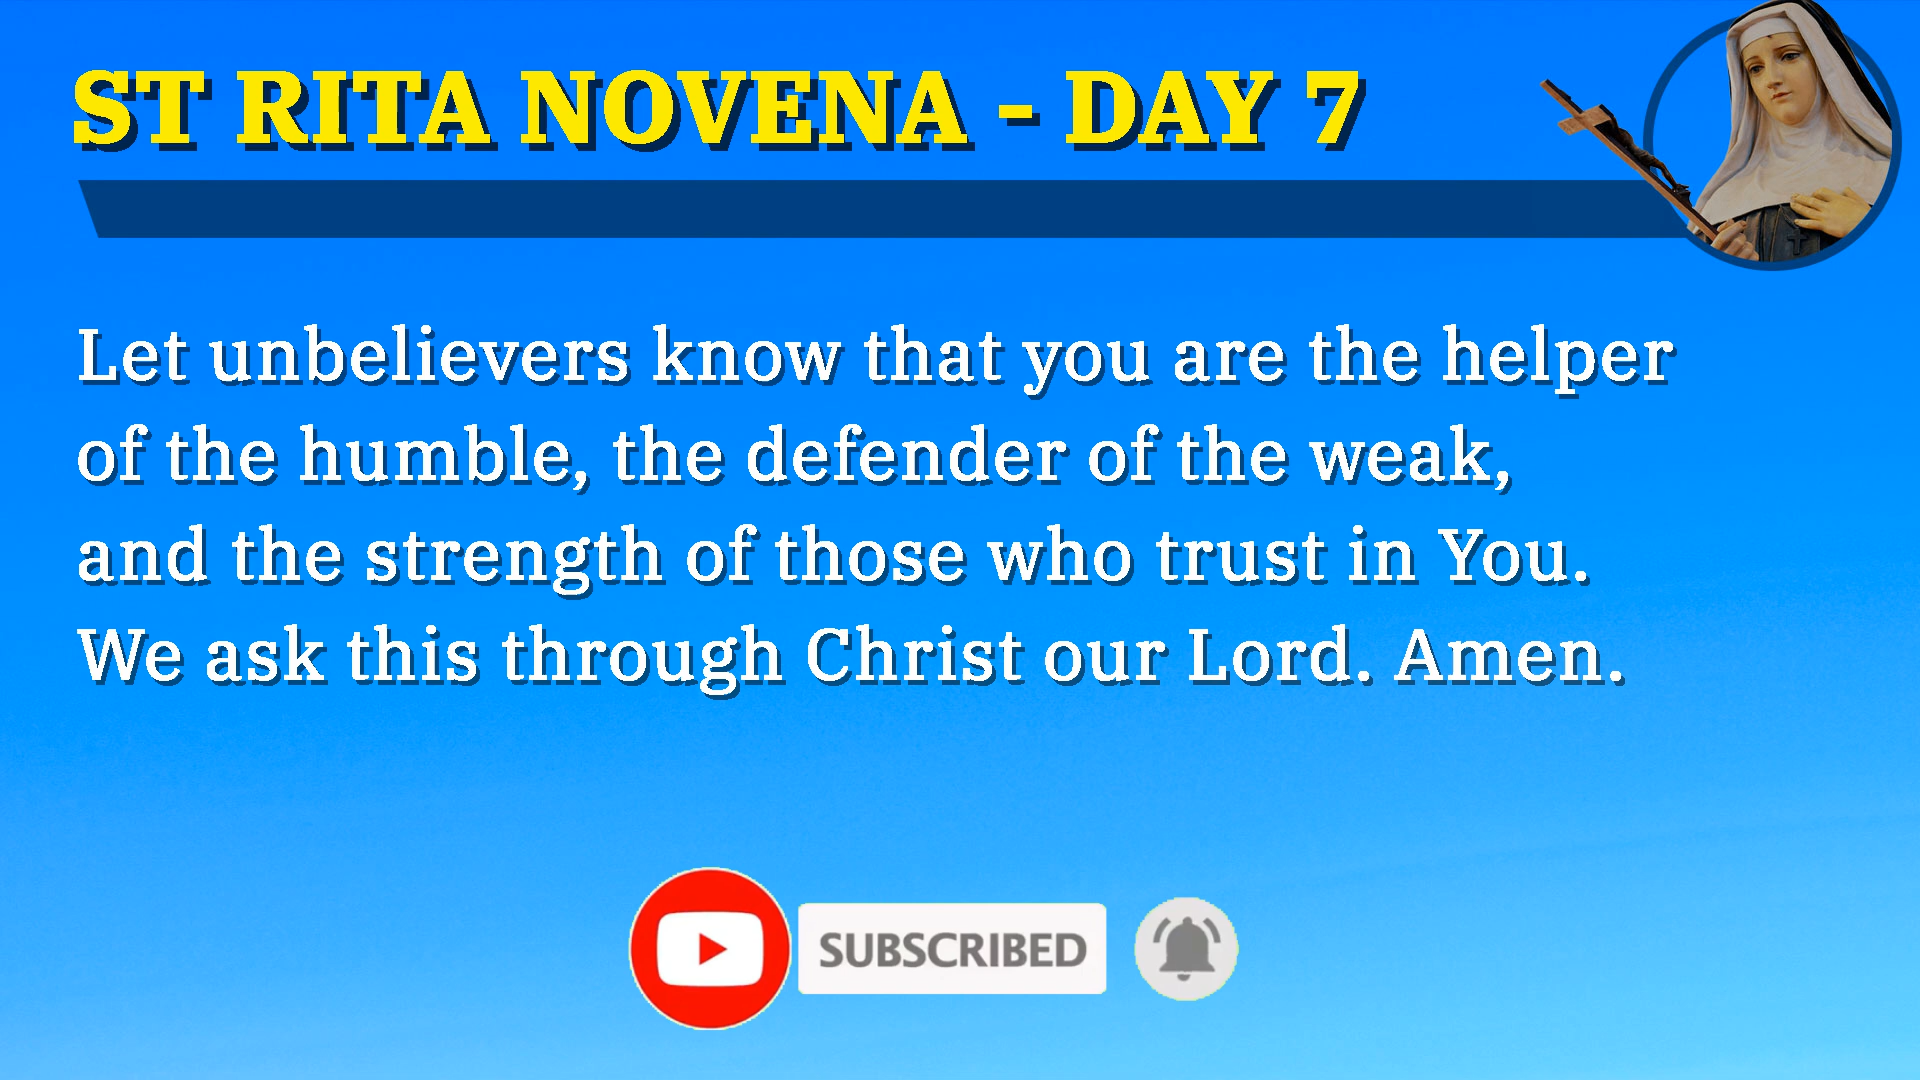 ST RITA NOVENA - DAY 7
Let unbelievers know that you are the helper
of the humble, the defender of the weak,
and the strength of those who trust in You.
We ask this through Christ our Lord. Amen.
SUBSCRIBED